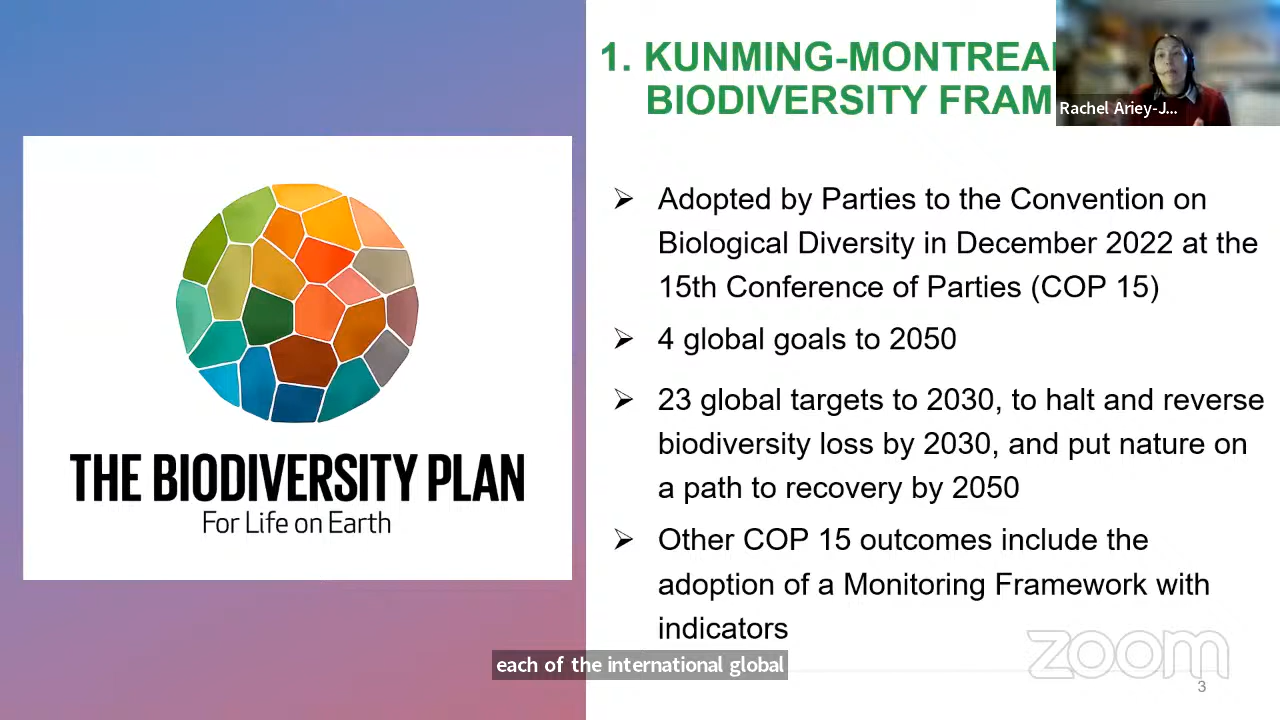 1. KUNMING-MONTREAL
BIODIVERSITY FRAM
Rachel Ariey-J...
➢ Adopted by Parties to the Convention on
Biological Diversity in December 2022 at the
15th Conference of Parties (COP 15)
➢ 4 global goals to 2050
➢ 23 global targets to 2030, to halt and reverse
biodiversity loss by 2030, and put nature on
a path to recovery by 2050
➢ Other COP 15 outcomes include the
adoption of a Monitoring Framework with
indicators
THE BIODIVERSITY PLAN
For Life on Earth
each of the international global
zoom
3